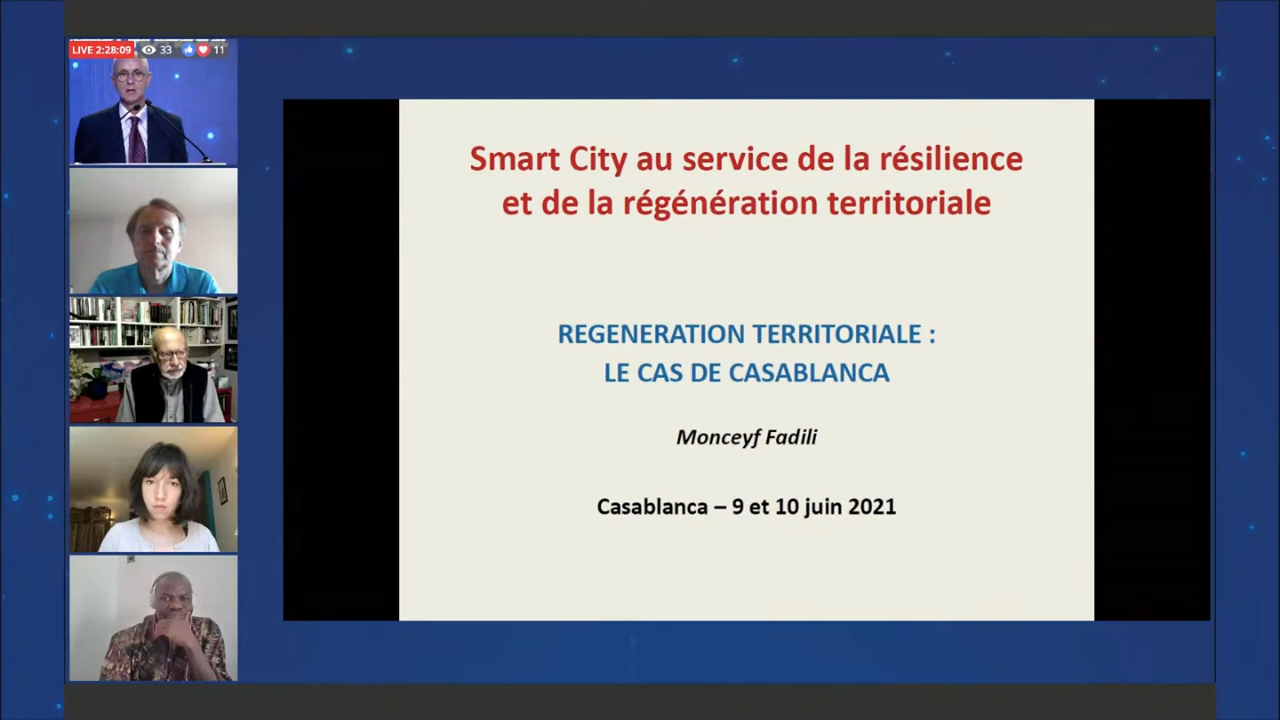 LIVE 2:28:09 33 11
Smart City au service de la résilience
et de la régénération territoriale
REGENERATION TERRITORIALE :
LE CAS DE CASABLANCA
Monceyf Fadili
Casablanca – 9 et 10 juin 2021